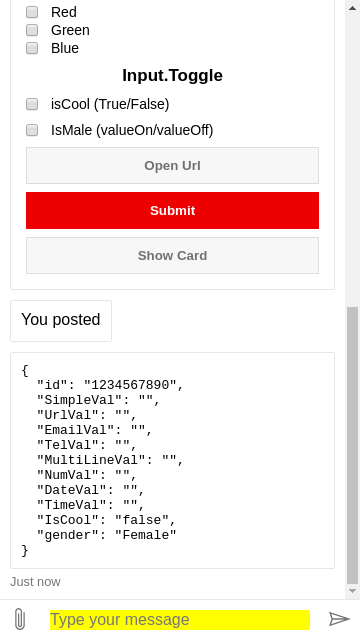 Red
Green
Blue
Input.Toggle
isCool (True/False)
IsMale (valueOn/valueOff)
Open Url
Submit
Show Card
You posted
{
  "id": "1234567890",
  "SimpleVal": "",
  "UrlVal": "",
  "EmailVal": "",
  "TelVal": "",
  "MultiLineVal": "",
  "NumVal": "",
  "DateVal": "",
  "TimeVal": "",
  "IsCool": "false",
  "gender": "Female"
}
Just now
Type your message